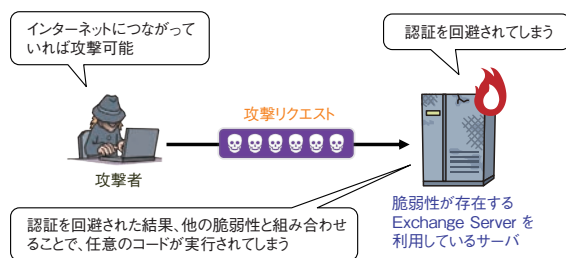 インターネットにつながって
いれば攻撃可能
認証を回避されてしまう
攻撃リクエスト
攻撃者
脆弱性が存在する
Exchange Server を
利用しているサーバ
認証を回避された結果、他の脆弱性と組み合わせ
ることで、任意のコードが実行されてしまう